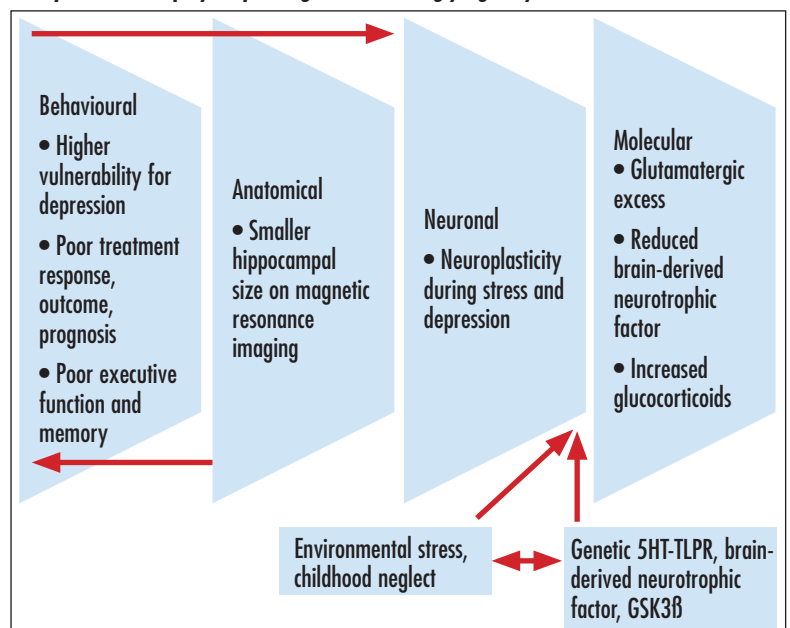 Behavioural
• Higher
vulnerability for
depression
• Poor treatment
response,
outcome,
prognosis
• Poor executive
function and
memory
Anatomical
• Smaller
hippocampal
size on magnetic
resonance
imaging
Neuronal
• Neuroplasticity
during stress and
depression
Molecular
• Glutamatergic
excess
• Reduced
brain-derived
neurotrophic
factor
• Increased
glucocorticoids
Environmental stress,
childhood neglect
Genetic 5HT-TLPR, brain-
derived neurotrophic
factor, GSK3ß